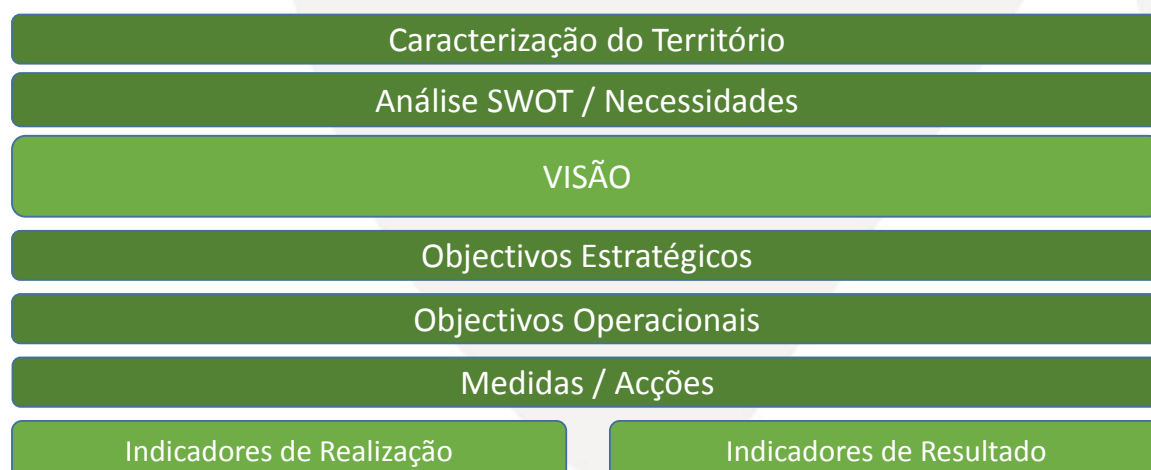 Caracterização do Território
Análise SWOT / Necessidades
VISÃO
Objectivos Estratégicos
Objectivos Operacionais
Medidas / Acções
Indicadores de Realização
Indicadores de Resultado